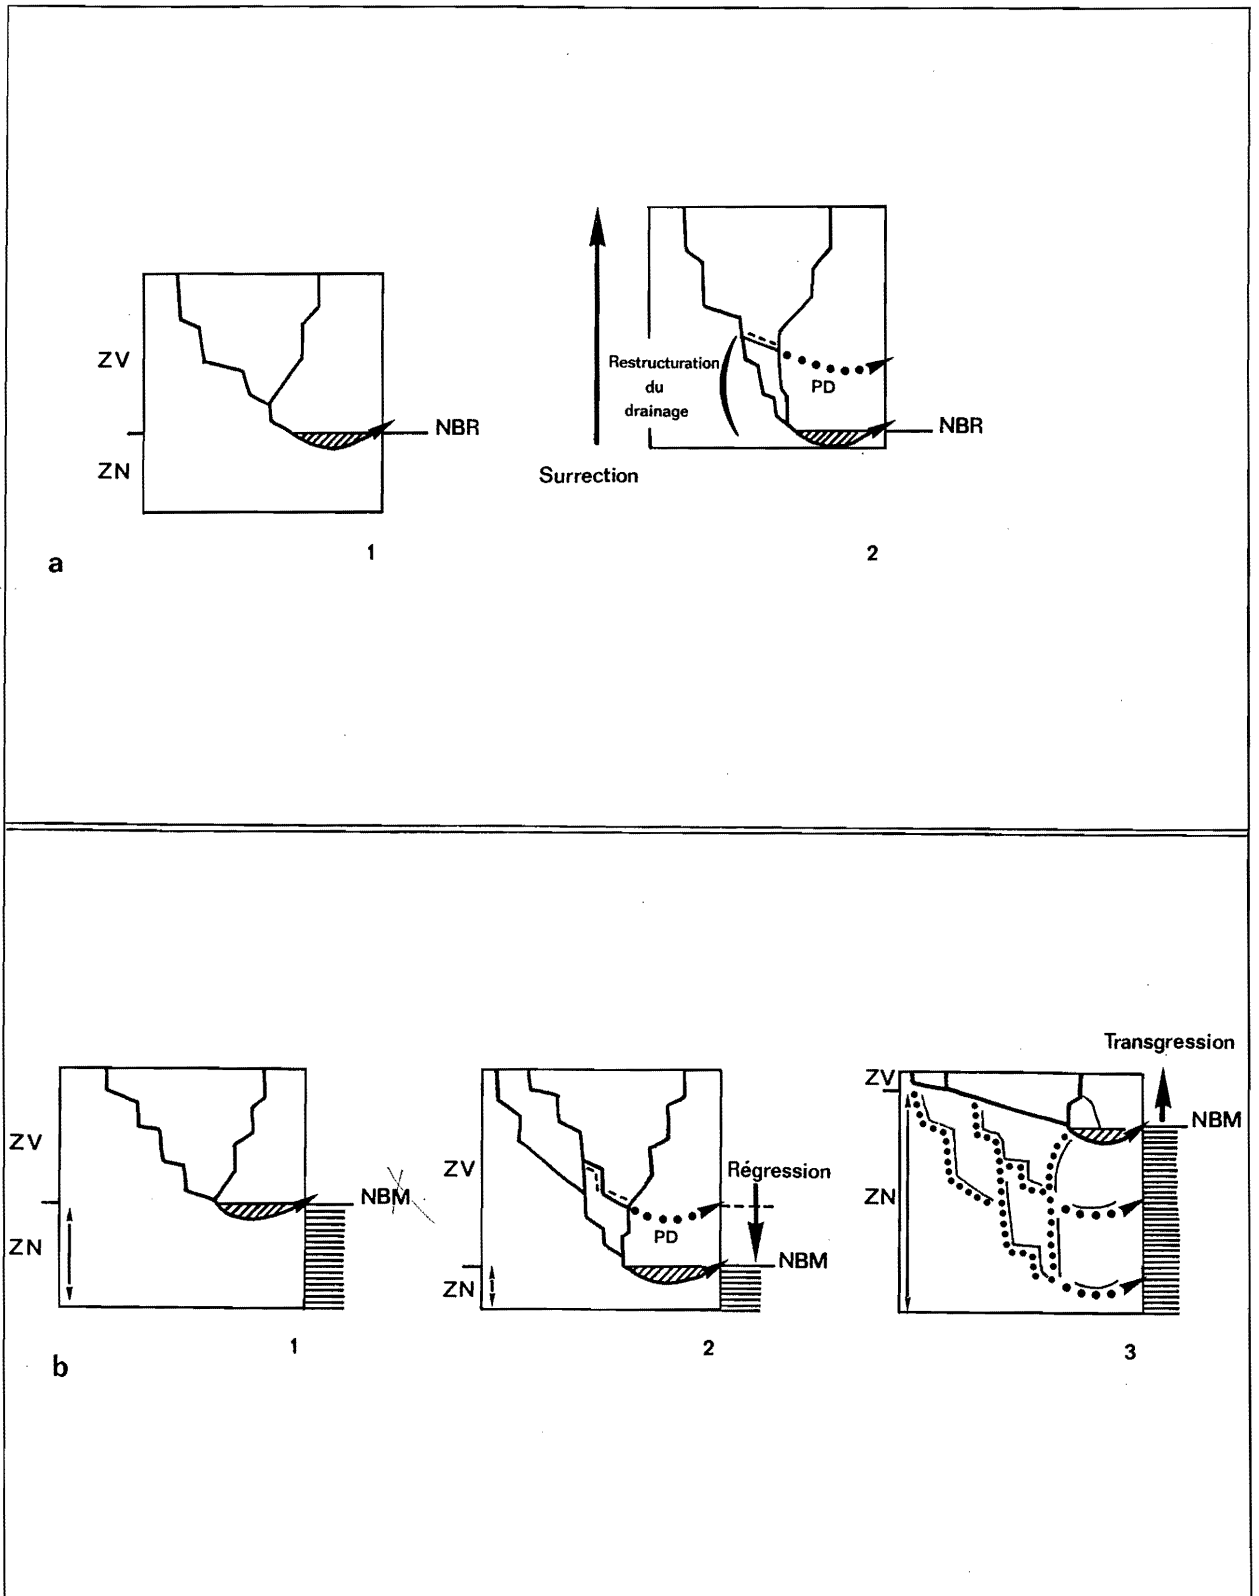 ZV
ZN
NBR
Surrection
Restructuration
du
drainage
PD
NBR
a
1
2
ZV
ZN
NBM
ZV
ZN
PD
Régression
NBM
Transgression
ZV
ZN
NBM
b
1
2
3